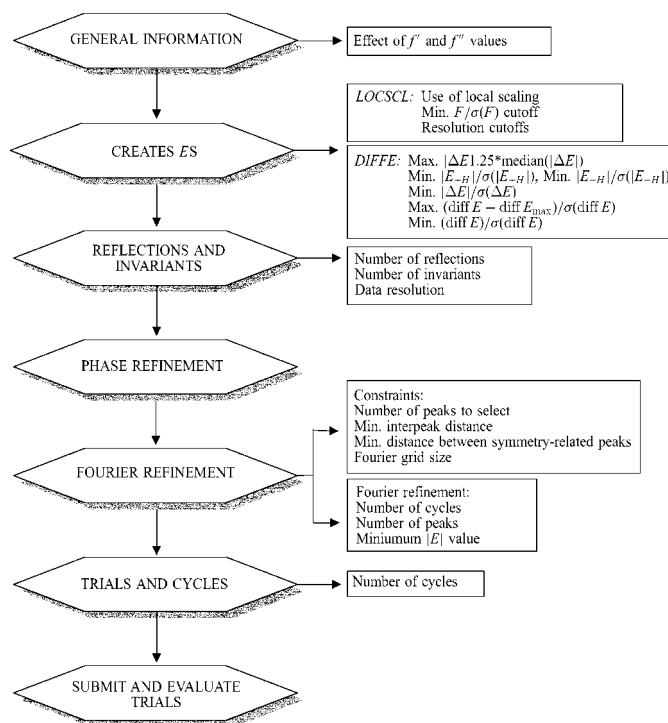 GENERAL INFORMATION
Effect of f′ and f″ values
LOCSCL: Use of local scaling
Min. F/σ(F) cutoff
Resolution cutoffs
CREATES ES
DIFFE: Max. |ΔE1.25*median(|ΔE|)
Min. |E₋H|/σ(|E₋H|), Min. |E₋H|/σ(|E₋H|)
Min. |ΔE|/σ(ΔE)
Max. (diff E − diff Emax)/σ(diff E)
Min. (diff E)/σ(diff E)
REFLECTIONS AND
INVARIANTS
Number of reflections
Number of invariants
Data resolution
PHASE REFINEMENT
Constraints:
Number of peaks to select
Min. interpeak distance
Min. distance between symmetry-related peaks
Fourier grid size
FOURIER REFINEMENT
Fourier refinement:
Number of cycles
Number of peaks
Miniumum |E| value
TRIALS AND CYCLES
Number of cycles
SUBMIT AND EVALUATE
TRIALS